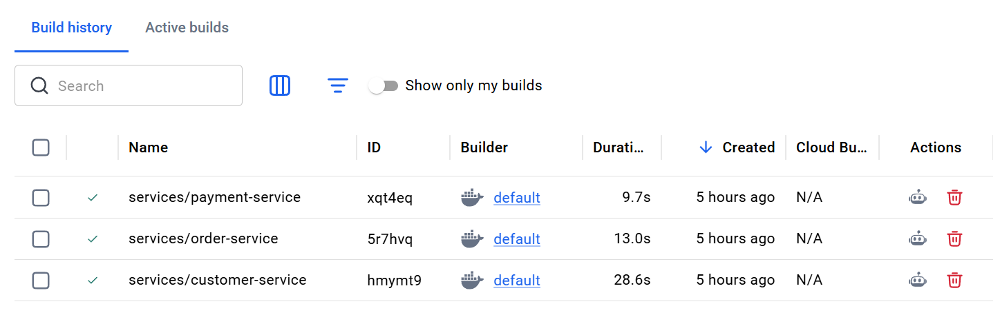 Build history Active builds
Search Show only my builds
Name ID Builder Durati... Created Cloud Bu... Actions
services/payment-service xqt4eq default 9.7s 5 hours ago N/A
services/order-service 5r7hvq default 13.0s 5 hours ago N/A
services/customer-service hmymt9 default 28.6s 5 hours ago N/A